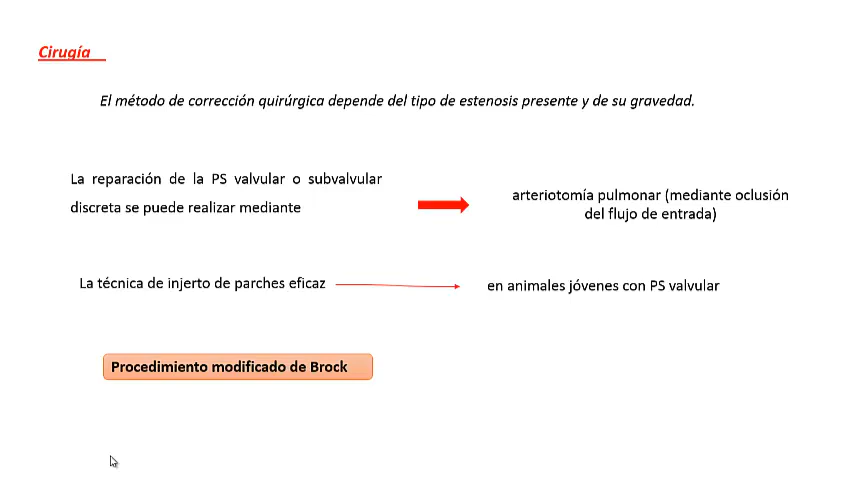 Cirugía
El método de corrección quirúrgica depende del tipo de estenosis presente y de su gravedad.
La reparación de la PS valvular o subvalvular
discreta se puede realizar mediante
arteriotomía pulmonar (mediante oclusión
del flujo de entrada)
La técnica de injerto de parches eficaz
en animales jóvenes con PS valvular
Procedimiento modificado de Brock